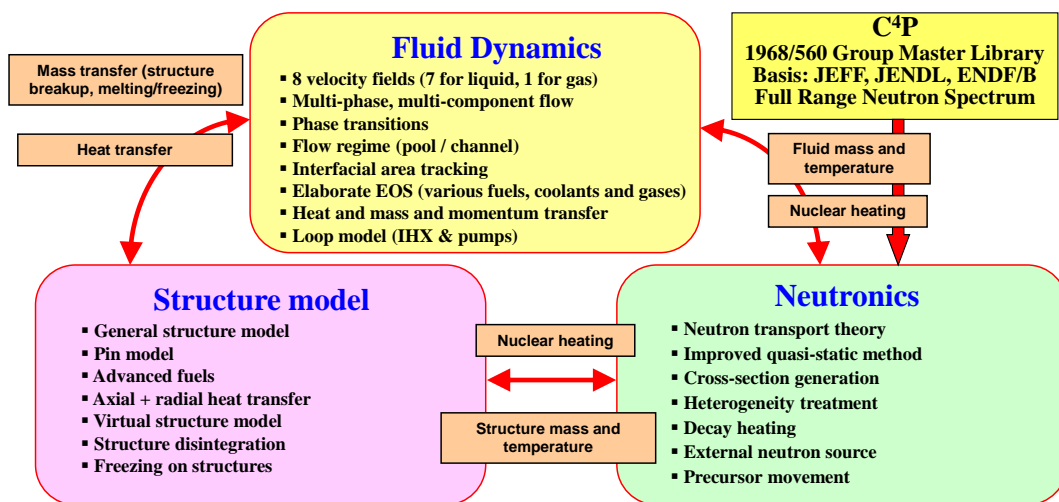 Fluid Dynamics
▪ 8 velocity fields (7 for liquid, 1 for gas)
▪ Multi-phase, multi-component flow
▪ Phase transitions
▪ Flow regime (pool / channel)
▪ Interfacial area tracking
▪ Elaborate EOS (various fuels, coolants and gases)
▪ Heat and mass and momentum transfer
▪ Loop model (IHX & pumps)
C⁴P
1968/560 Group Master Library
Basis: JEFF, JENDL, ENDF/B
Full Range Neutron Spectrum
Mass transfer (structure
breakup, melting/freezing)
Heat transfer
Fluid mass and
temperature
Nuclear heating
Structure model
▪ General structure model
▪ Pin model
▪ Advanced fuels
▪ Axial + radial heat transfer
▪ Virtual structure model
▪ Structure disintegration
▪ Freezing on structures
Nuclear heating
Structure mass and
temperature
Neutronics
▪ Neutron transport theory
▪ Improved quasi-static method
▪ Cross-section generation
▪ Heterogeneity treatment
▪ Decay heating
▪ External neutron source
▪ Precursor movement